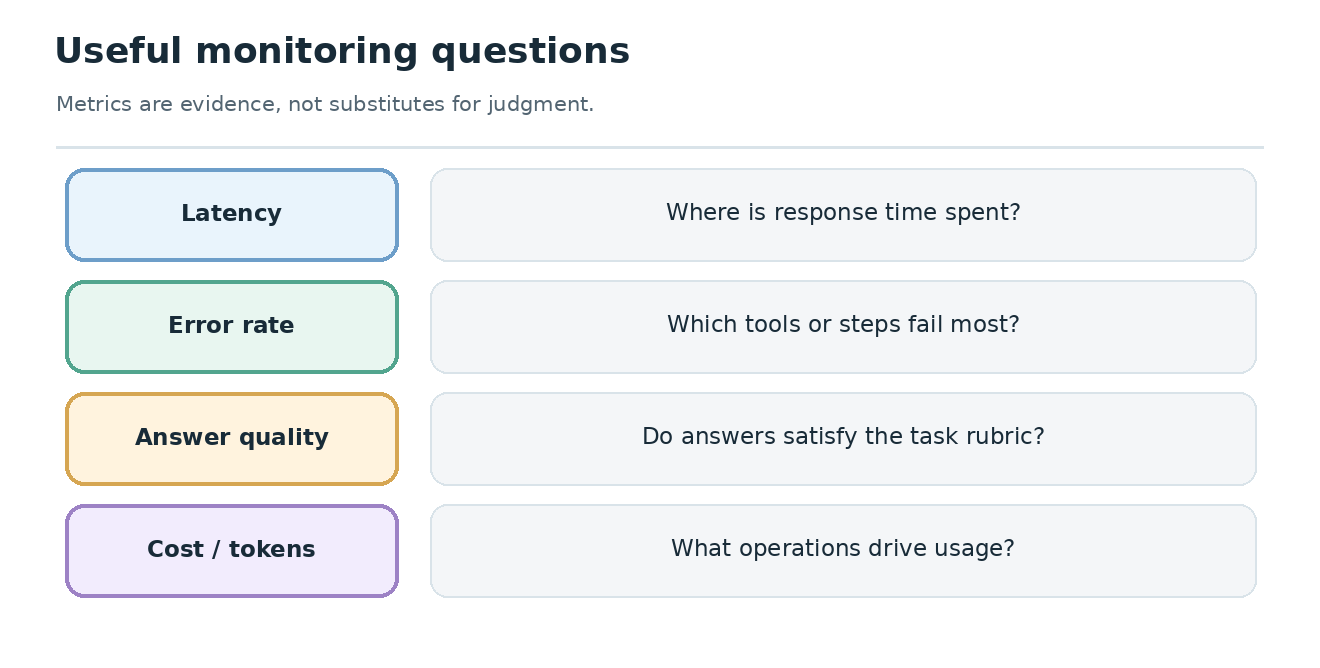 Useful monitoring questions
Metrics are evidence, not substitutes for judgment.
Latency
Where is response time spent?
Error rate
Which tools or steps fail most?
Answer quality
Do answers satisfy the task rubric?
Cost / tokens
What operations drive usage?